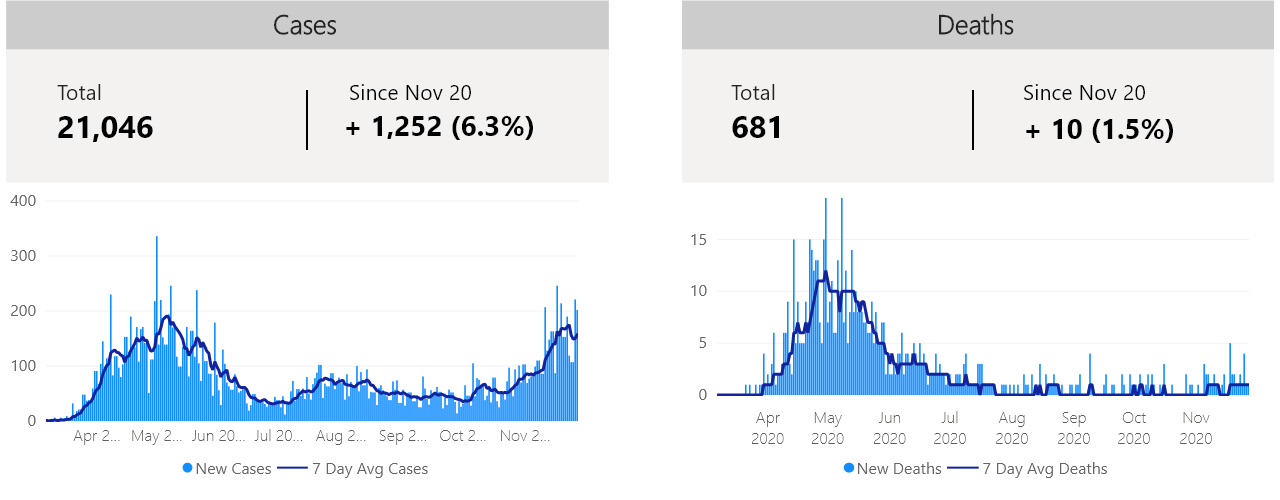 Cases
Total
21,046
Since Nov 20
+ 1,252 (6.3%)
400
300
200
100
0
Apr 2... May 2... Jun 20... Jul 20... Aug 2... Sep 2... Oct 2... Nov 2...
New Cases 7 Day Avg Cases
Deaths
Total
681
Since Nov 20
+ 10 (1.5%)
15
10
5
0
Apr May Jun Jul Aug Sep Oct Nov
2020 2020 2020 2020 2020 2020 2020 2020
New Deaths 7 Day Avg Deaths